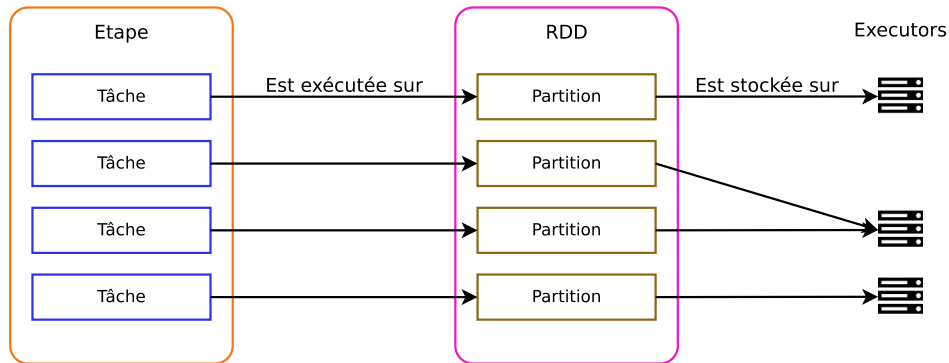 Etape
RDD
Executors
Tâche
Est exécutée sur
Partition
Est stockée sur
Tâche
Partition
Tâche
Partition
Tâche
Partition